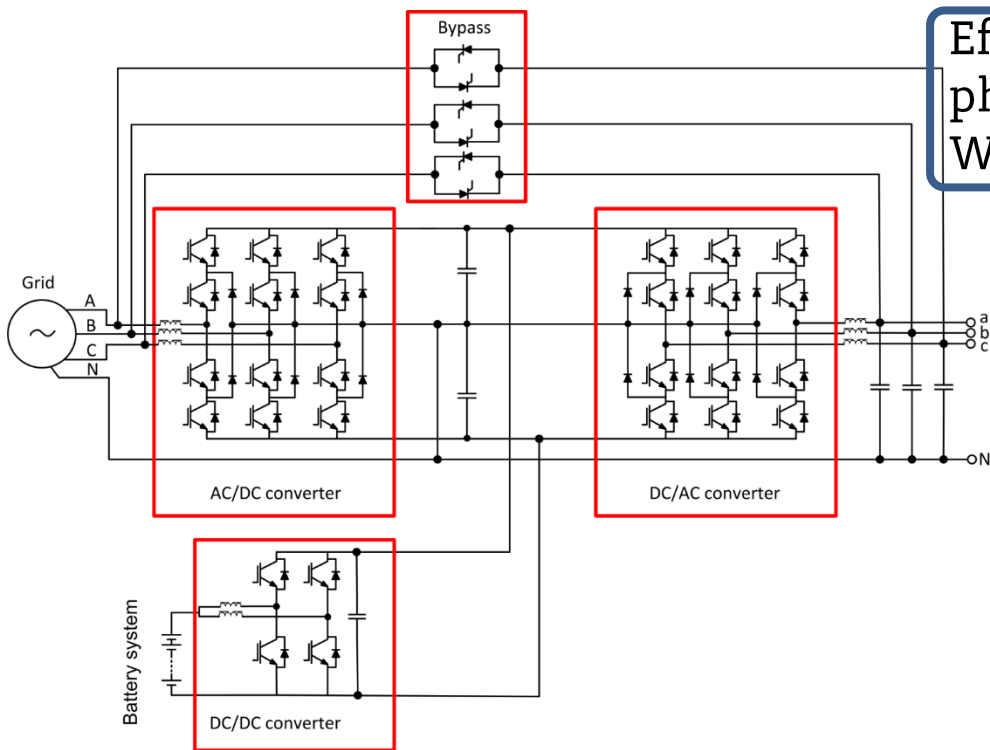 Bypass
Grid
A
B
C
N
a
b
c
N
AC/DC converter
DC/AC converter
Battery system
DC/DC converter